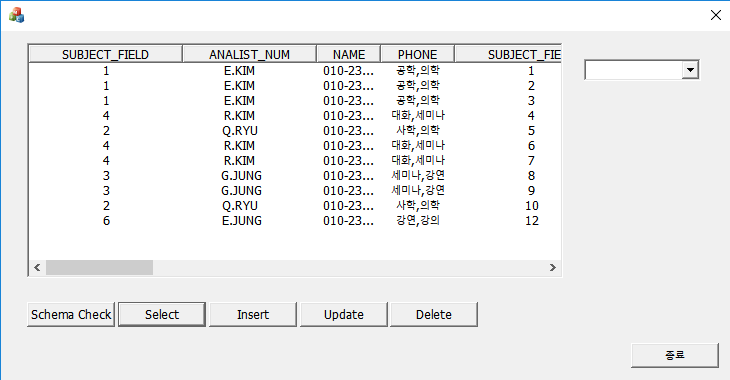 SUBJECT_FIELD ANALIST_NUM NAME PHONE SUBJECT_FIE
1 E.KIM 010-23... 공학,의학 1
1 E.KIM 010-23... 공학,의학 2
1 E.KIM 010-23... 공학,의학 3
4 R.KIM 010-23... 대화,세미나 4
2 Q.RYU 010-23... 사학,의학 5
4 R.KIM 010-23... 대화,세미나 6
4 R.KIM 010-23... 대화,세미나 7
3 G.JUNG 010-23... 세미나,강연 8
3 G.JUNG 010-23... 세미나,강연 9
2 Q.RYU 010-23... 사학,의학 10
6 E.JUNG 010-23... 강연,강의 12
Schema Check Select Insert Update Delete
종료